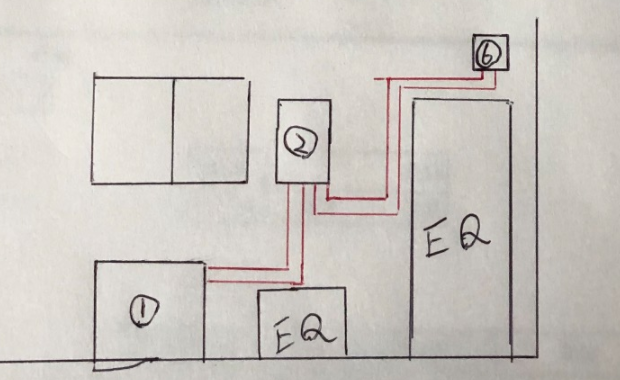 ⑥
②
EQ
①
EQ